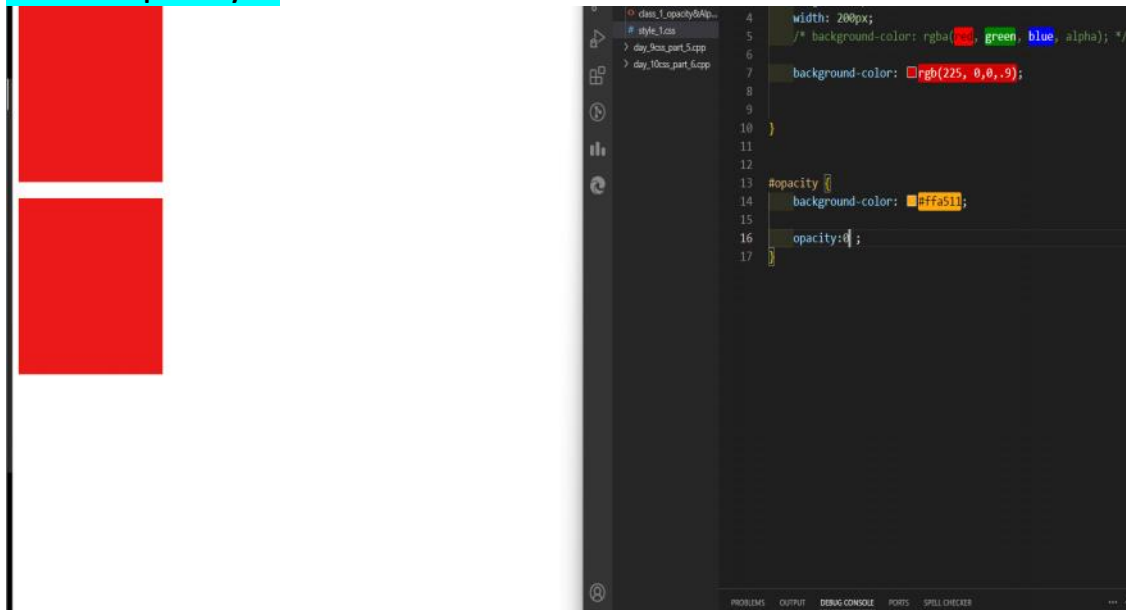 class_1_opacity&Alp...
# style_1.css
> day_9css_part_5.cpp
> day_10css_part_6.cpp
4 width: 200px;
5 /* background-color: rgba(red, green, blue, alpha); */
6
7 background-color: rgb(225, 0,0,.9);
8
9
10 }
11
12
13 #opacity {
14 background-color: #ffa511;
15
16 opacity:0 ;
17 }
PROBLEMS OUTPUT DEBUG CONSOLE PORTS SPELL CHECKER ...